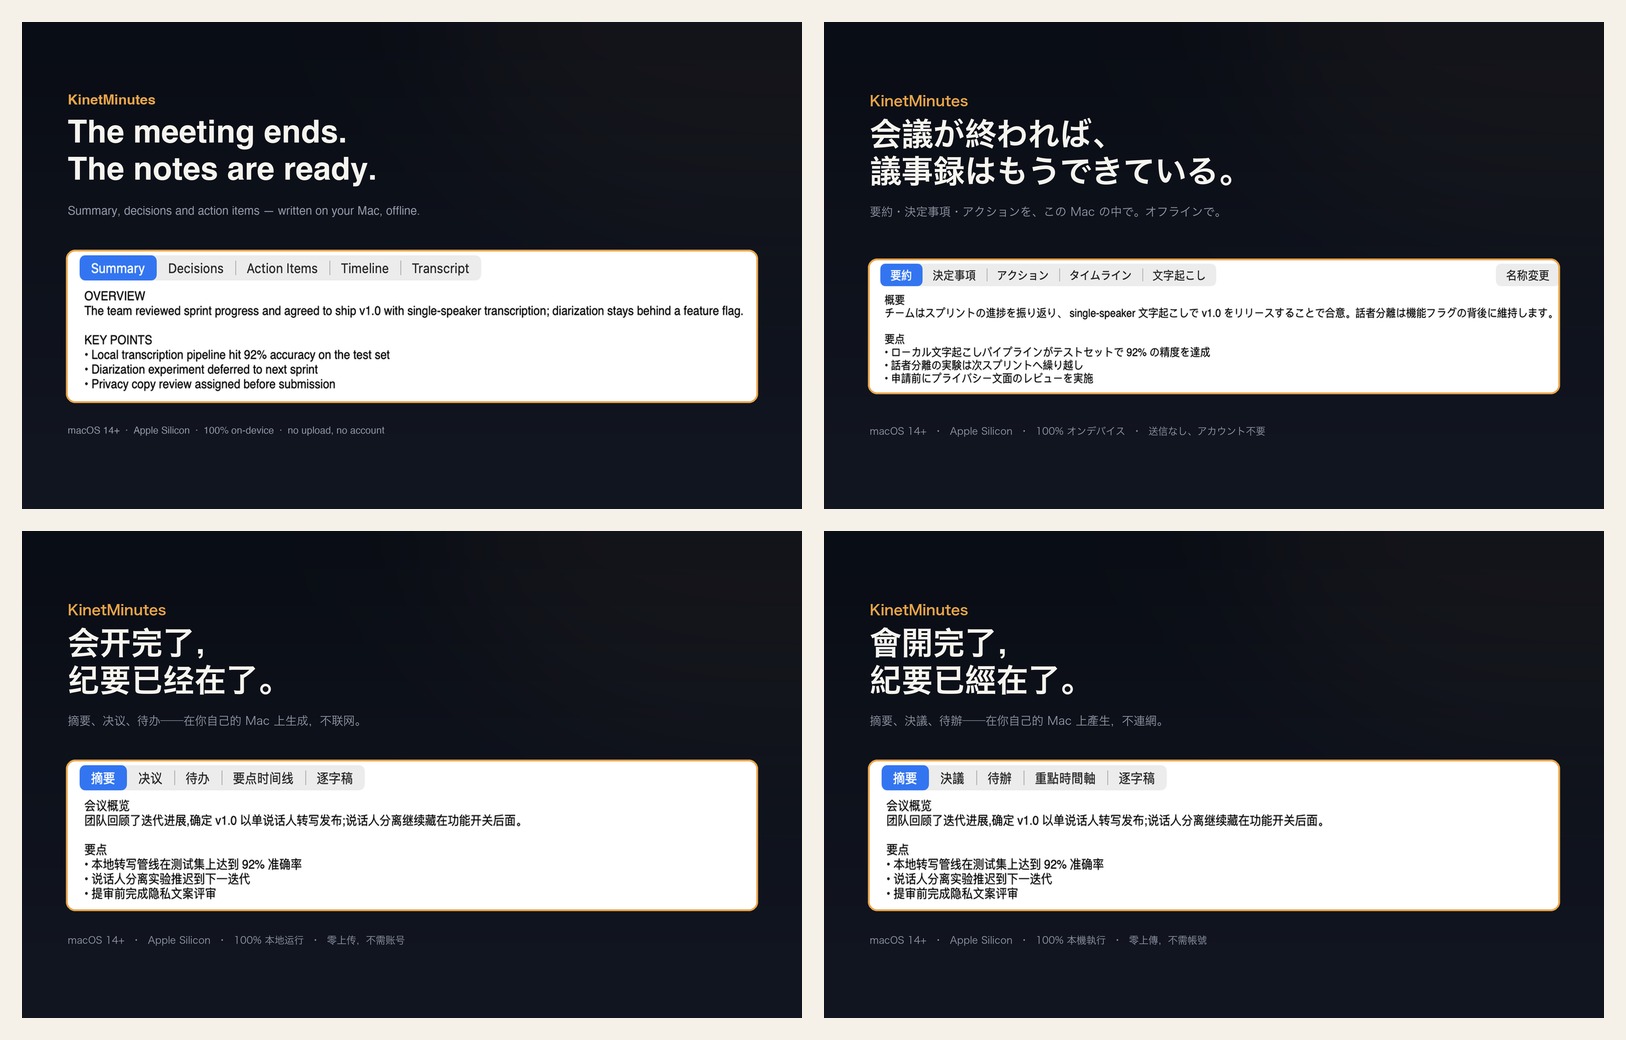 KinetMinutes
The meeting ends.
The notes are ready.
Summary, decisions and action items — written on your Mac, offline.
Summary Decisions Action Items Timeline Transcript
OVERVIEW
The team reviewed sprint progress and agreed to ship v1.0 with single-speaker transcription; diarization stays behind a feature flag.
KEY POINTS
• Local transcription pipeline hit 92% accuracy on the test set
• Diarization experiment deferred to next sprint
• Privacy copy review assigned before submission
macOS 14+ · Apple Silicon · 100% on-device · no upload, no account
KinetMinutes
会議が終われば、
議事録はもうできている。
要約・決定事項・アクションを、この Mac の中で。オフラインで。
要約 決定事項 アクション タイムライン 文字起こし 名称変更
概要
チームはスプリントの進捗を振り返り、 single-speaker 文字起こしで v1.0 をリリースすることで合意。話者分離は機能フラグの背後に維持します。
要点
• ローカル文字起こしパイプラインがテストセットで 92% の精度を達成
• 話者分離の実験は次スプリントへ繰り越し
• 申請前にプライバシー文面のレビューを実施
macOS 14+ · Apple Silicon · 100% オンデバイス · 送信なし、アカウント不要
KinetMinutes
会开完了，
纪要已经在了。
摘要、决议、待办——在你自己的 Mac 上生成，不联网。
摘要 决议 待办 要点时间线 逐字稿
会议概览
团队回顾了迭代进展,确定 v1.0 以单说话人转写发布;说话人分离继续藏在功能开关后面。
要点
• 本地转写管线在测试集上达到 92% 准确率
• 说话人分离实验推迟到下一迭代
• 提审前完成隐私文案评审
macOS 14+ · Apple Silicon · 100% 本地运行 · 零上传，不需账号
KinetMinutes
會開完了，
紀要已經在了。
摘要、決議、待辦——在你自己的 Mac 上產生，不連網。
摘要 決議 待辦 重點時間軸 逐字稿
会议概览
团队回顾了迭代进展,确定 v1.0 以单说话人转写发布;说话人分离继续藏在功能开关后面。
要点
• 本地转写管线在测试集上达到 92% 准确率
• 说话人分离实验推迟到下一迭代
• 提审前完成隐私文案评审
macOS 14+ · Apple Silicon · 100% 本機執行 · 零上傳，不需帳號